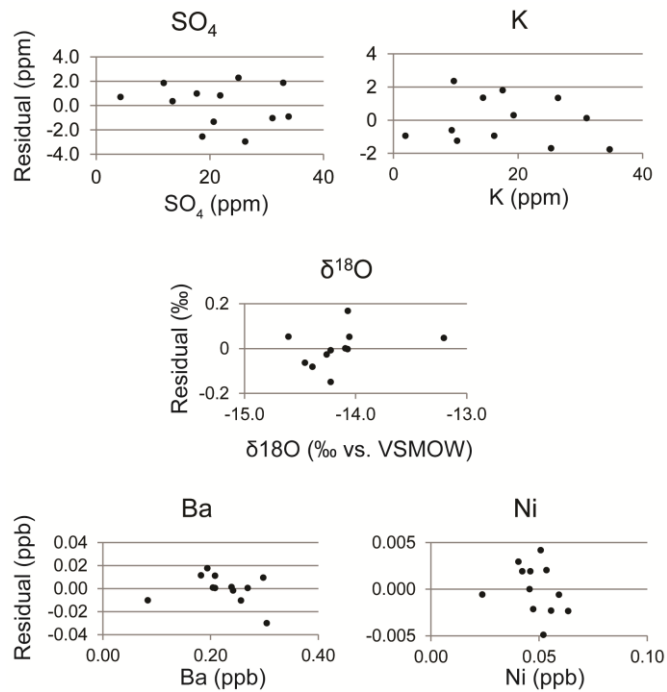 SO₄
K
Residual (ppm)
4.0
2.0
0.0
-2.0
-4.0
0
20
40
SO₄ (ppm)
4
2
0
-2
0
20
40
K (ppm)
δ¹⁸O
Residual (‰)
0.2
0
-0.2
-15.0
-14.0
-13.0
δ18O (‰ vs. VSMOW)
Ba
Ni
Residual (ppb)
0.04
0.02
0.00
-0.02
-0.04
0.00
0.20
0.40
Ba (ppb)
0.005
0.000
-0.005
0.00
0.05
0.10
Ni (ppb)